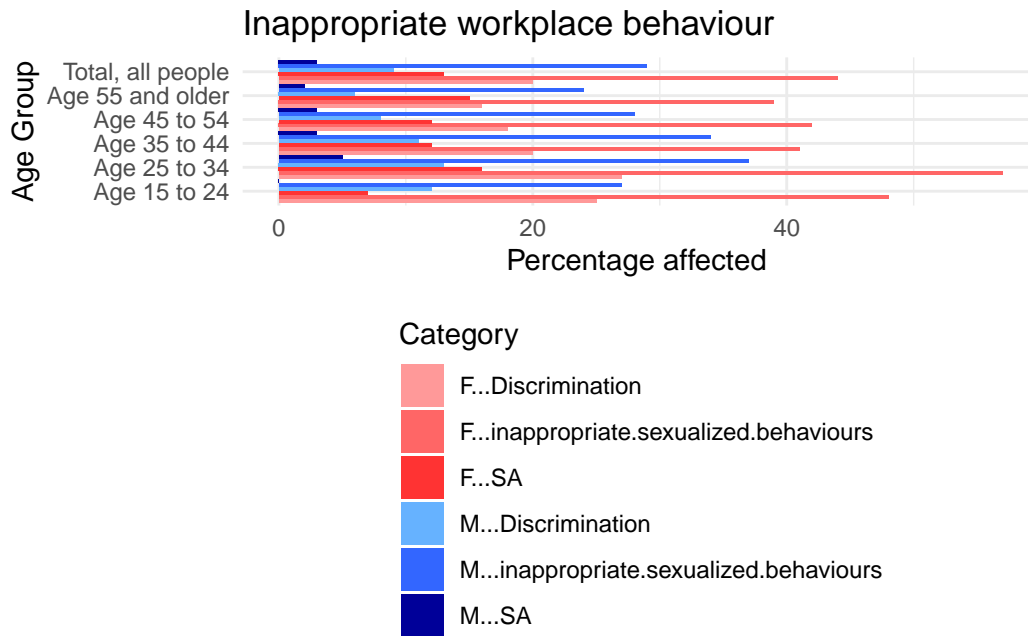 Inappropriate workplace behaviour
Age Group
Total, all people
Age 55 and older
Age 45 to 54
Age 35 to 44
Age 25 to 34
Age 15 to 24
0 20 40
Percentage affected
Category
F...Discrimination
F...inappropriate.sexualized.behaviours
F...SA
M...Discrimination
M...inappropriate.sexualized.behaviours
M...SA